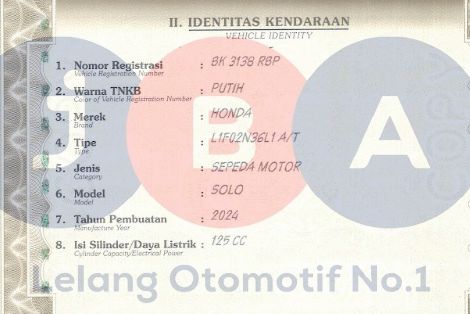 II. IDENTITAS KENDARAAN
VEHICLE IDENTITY
1. Nomor Registrasi : BK 3138 RBP
Vehicle Registration Number
2. Warna TNKB : PUTIH
Color of Vehicle Registration Number
3. Merek : HONDA
Brand
4. Tipe : L1F02N36L1 A/T
Type
5. Jenis : SEPEDA MOTOR
Category
6. Model : SOLO
Model
7. Tahun Pembuatan : 2024
Manufacture Year
8. Isi Silinder/Daya Listrik : 125 CC
Cylinder Capacity/Electrical Power
JBA
Lelang Otomotif No.1